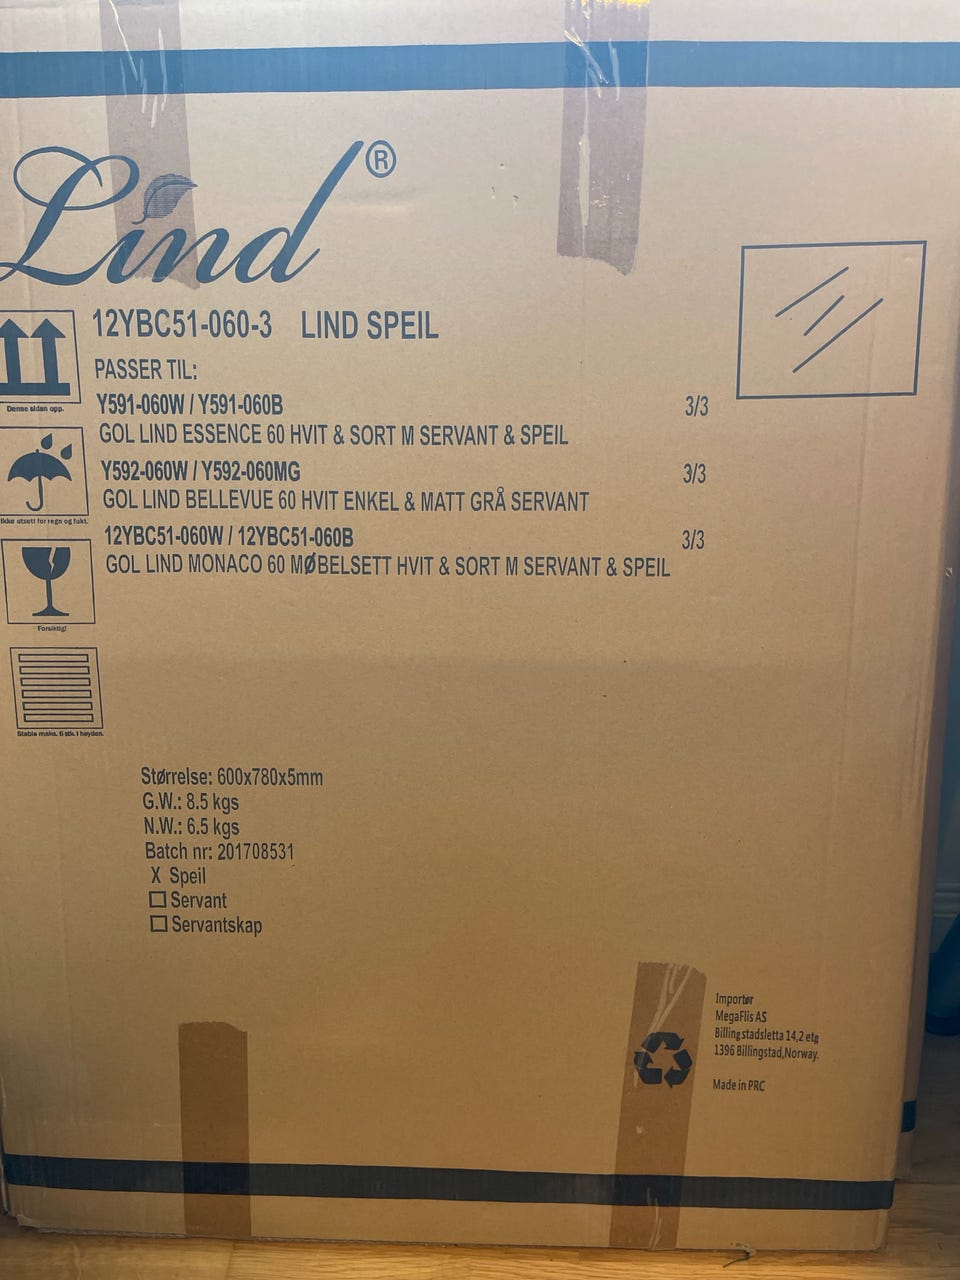 Lind®
12YBC51-060-3 LIND SPEIL
PASSER TIL:
Y591-060W / Y591-060B 3/3
GOL LIND ESSENCE 60 HVIT & SORT M SERVANT & SPEIL
Y592-060W / Y592-060MG 3/3
GOL LIND BELLEVUE 60 HVIT ENKEL & MATT GRÅ SERVANT
12YBC51-060W / 12YBC51-060B 3/3
GOL LIND MONACO 60 MØBELSETT HVIT & SORT M SERVANT & SPEIL
Denne siden opp.
Ikke utsett for regn og fukt.
Forsiktig!
Stable maks. 6 stk. i høyden.
Størrelse: 600x780x5mm
G.W.: 8.5 kgs
N.W.: 6.5 kgs
Batch nr: 201708531
X Speil
☐ Servant
☐ Servantskap
Importør
MegaFlis AS
Billingstadsletta 14,2 etg
1396 Billingstad,Norway.
Made in PRC